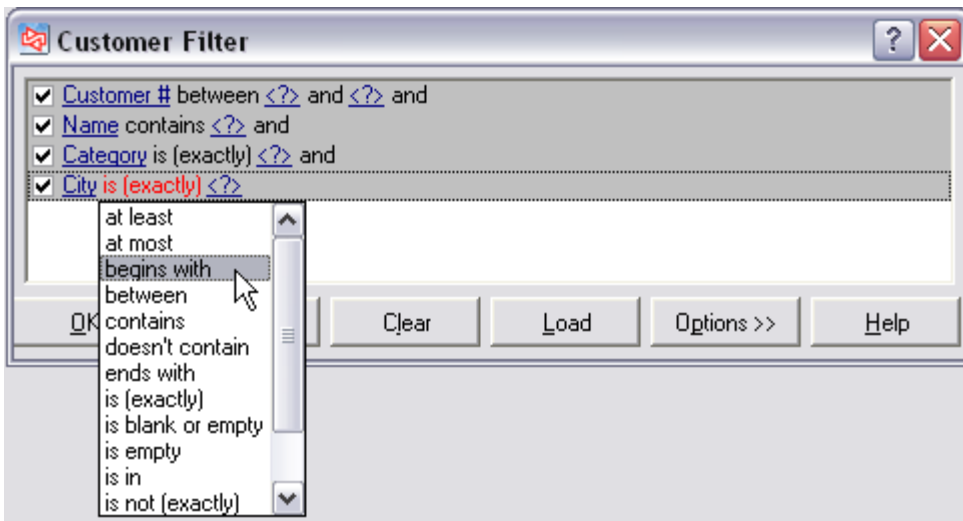 Customer Filter
Customer # between <?> and <?> and
Name contains <?> and
Category is (exactly) <?> and
City is (exactly) <?>
at least
at most
begins with
between
contains
doesn't contain
ends with
is (exactly)
is blank or empty
is empty
is in
is not (exactly)
OK Clear Load Options >> Help